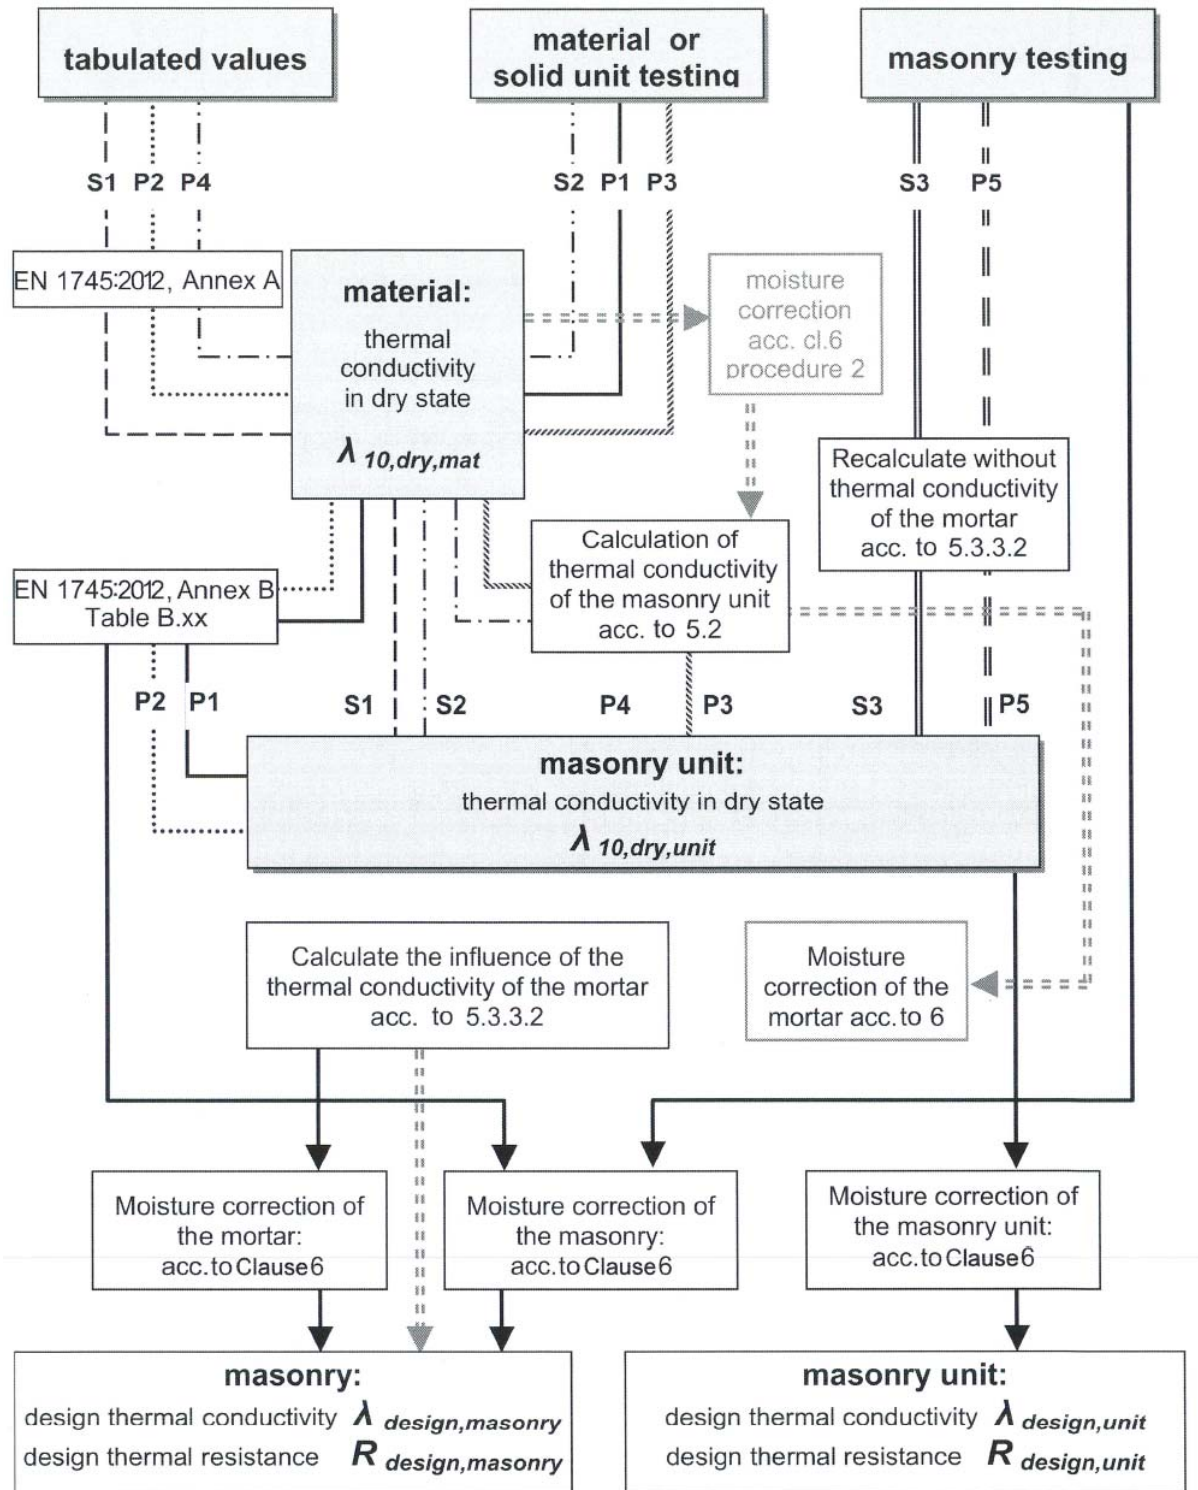 tabulated values
material or
solid unit testing
masonry testing
S1 P2 P4
S2 P1 P3
S3 P5
EN 1745:2012, Annex A
material:
thermal
conductivity
in dry state
λ 10,dry,mat
moisture
correction
acc. cl.6
procedure 2
Recalculate without
thermal conductivity
of the mortar
acc. to 5.3.3.2
Calculation of
thermal conductivity
of the masonry unit
acc. to 5.2
EN 1745:2012, Annex B
Table B.xx
P2 P1
S1 S2
P4 P3
S3 P5
masonry unit:
thermal conductivity in dry state
λ 10,dry,unit
Calculate the influence of the
thermal conductivity of the mortar
acc. to 5.3.3.2
Moisture
correction of the
mortar acc. to 6
Moisture correction of
the mortar:
acc.to Clause 6
Moisture correction of
the masonry:
acc.to Clause 6
Moisture correction of
the masonry unit:
acc.to Clause 6
masonry:
design thermal conductivity λ design,masonry
design thermal resistance R design,masonry
masonry unit:
design thermal conductivity λ design,unit
design thermal resistance R design,unit